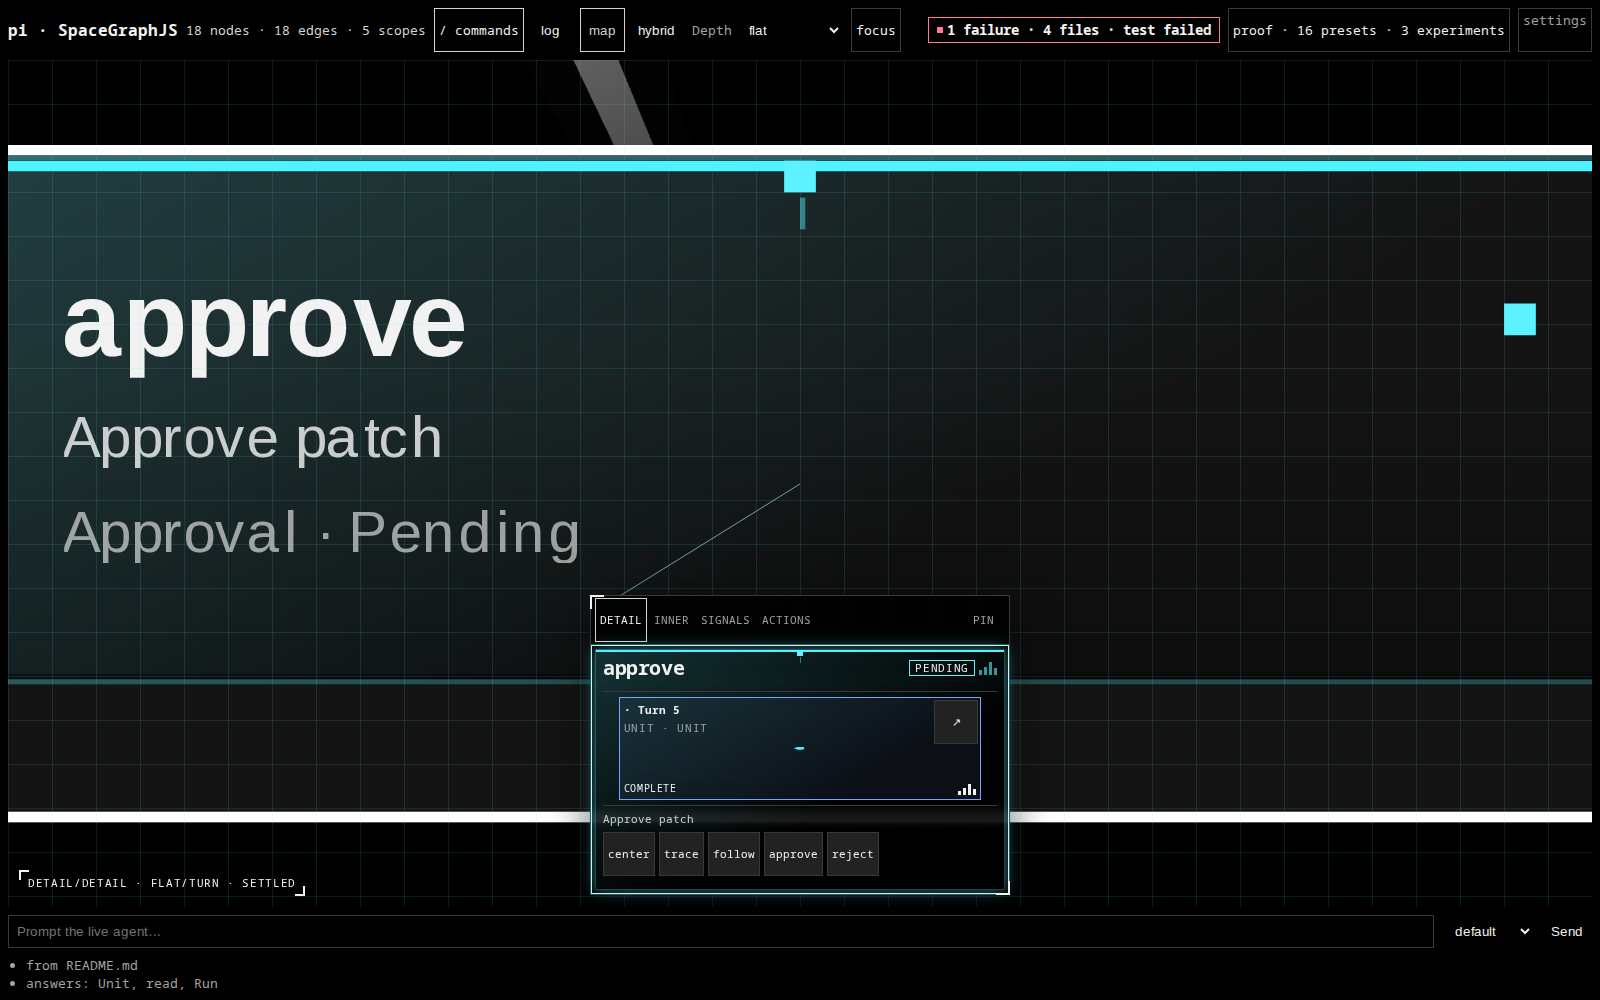 pi · SpaceGraphJS 18 nodes · 18 edges · 5 scopes / commands log map hybrid Depth flat focus 1 failure · 4 files · test failed proof · 16 presets · 3 experiments settings
approve
Approve patch
Approval · Pending
DETAIL INNER SIGNALS ACTIONS PIN
approve PENDING
· Turn 5 ↗
UNIT · UNIT
COMPLETE
Approve patch
center trace follow approve reject
DETAIL/DETAIL · FLAT/TURN · SETTLED
Prompt the live agent… default Send
• from README.md
• answers: Unit, read, Run